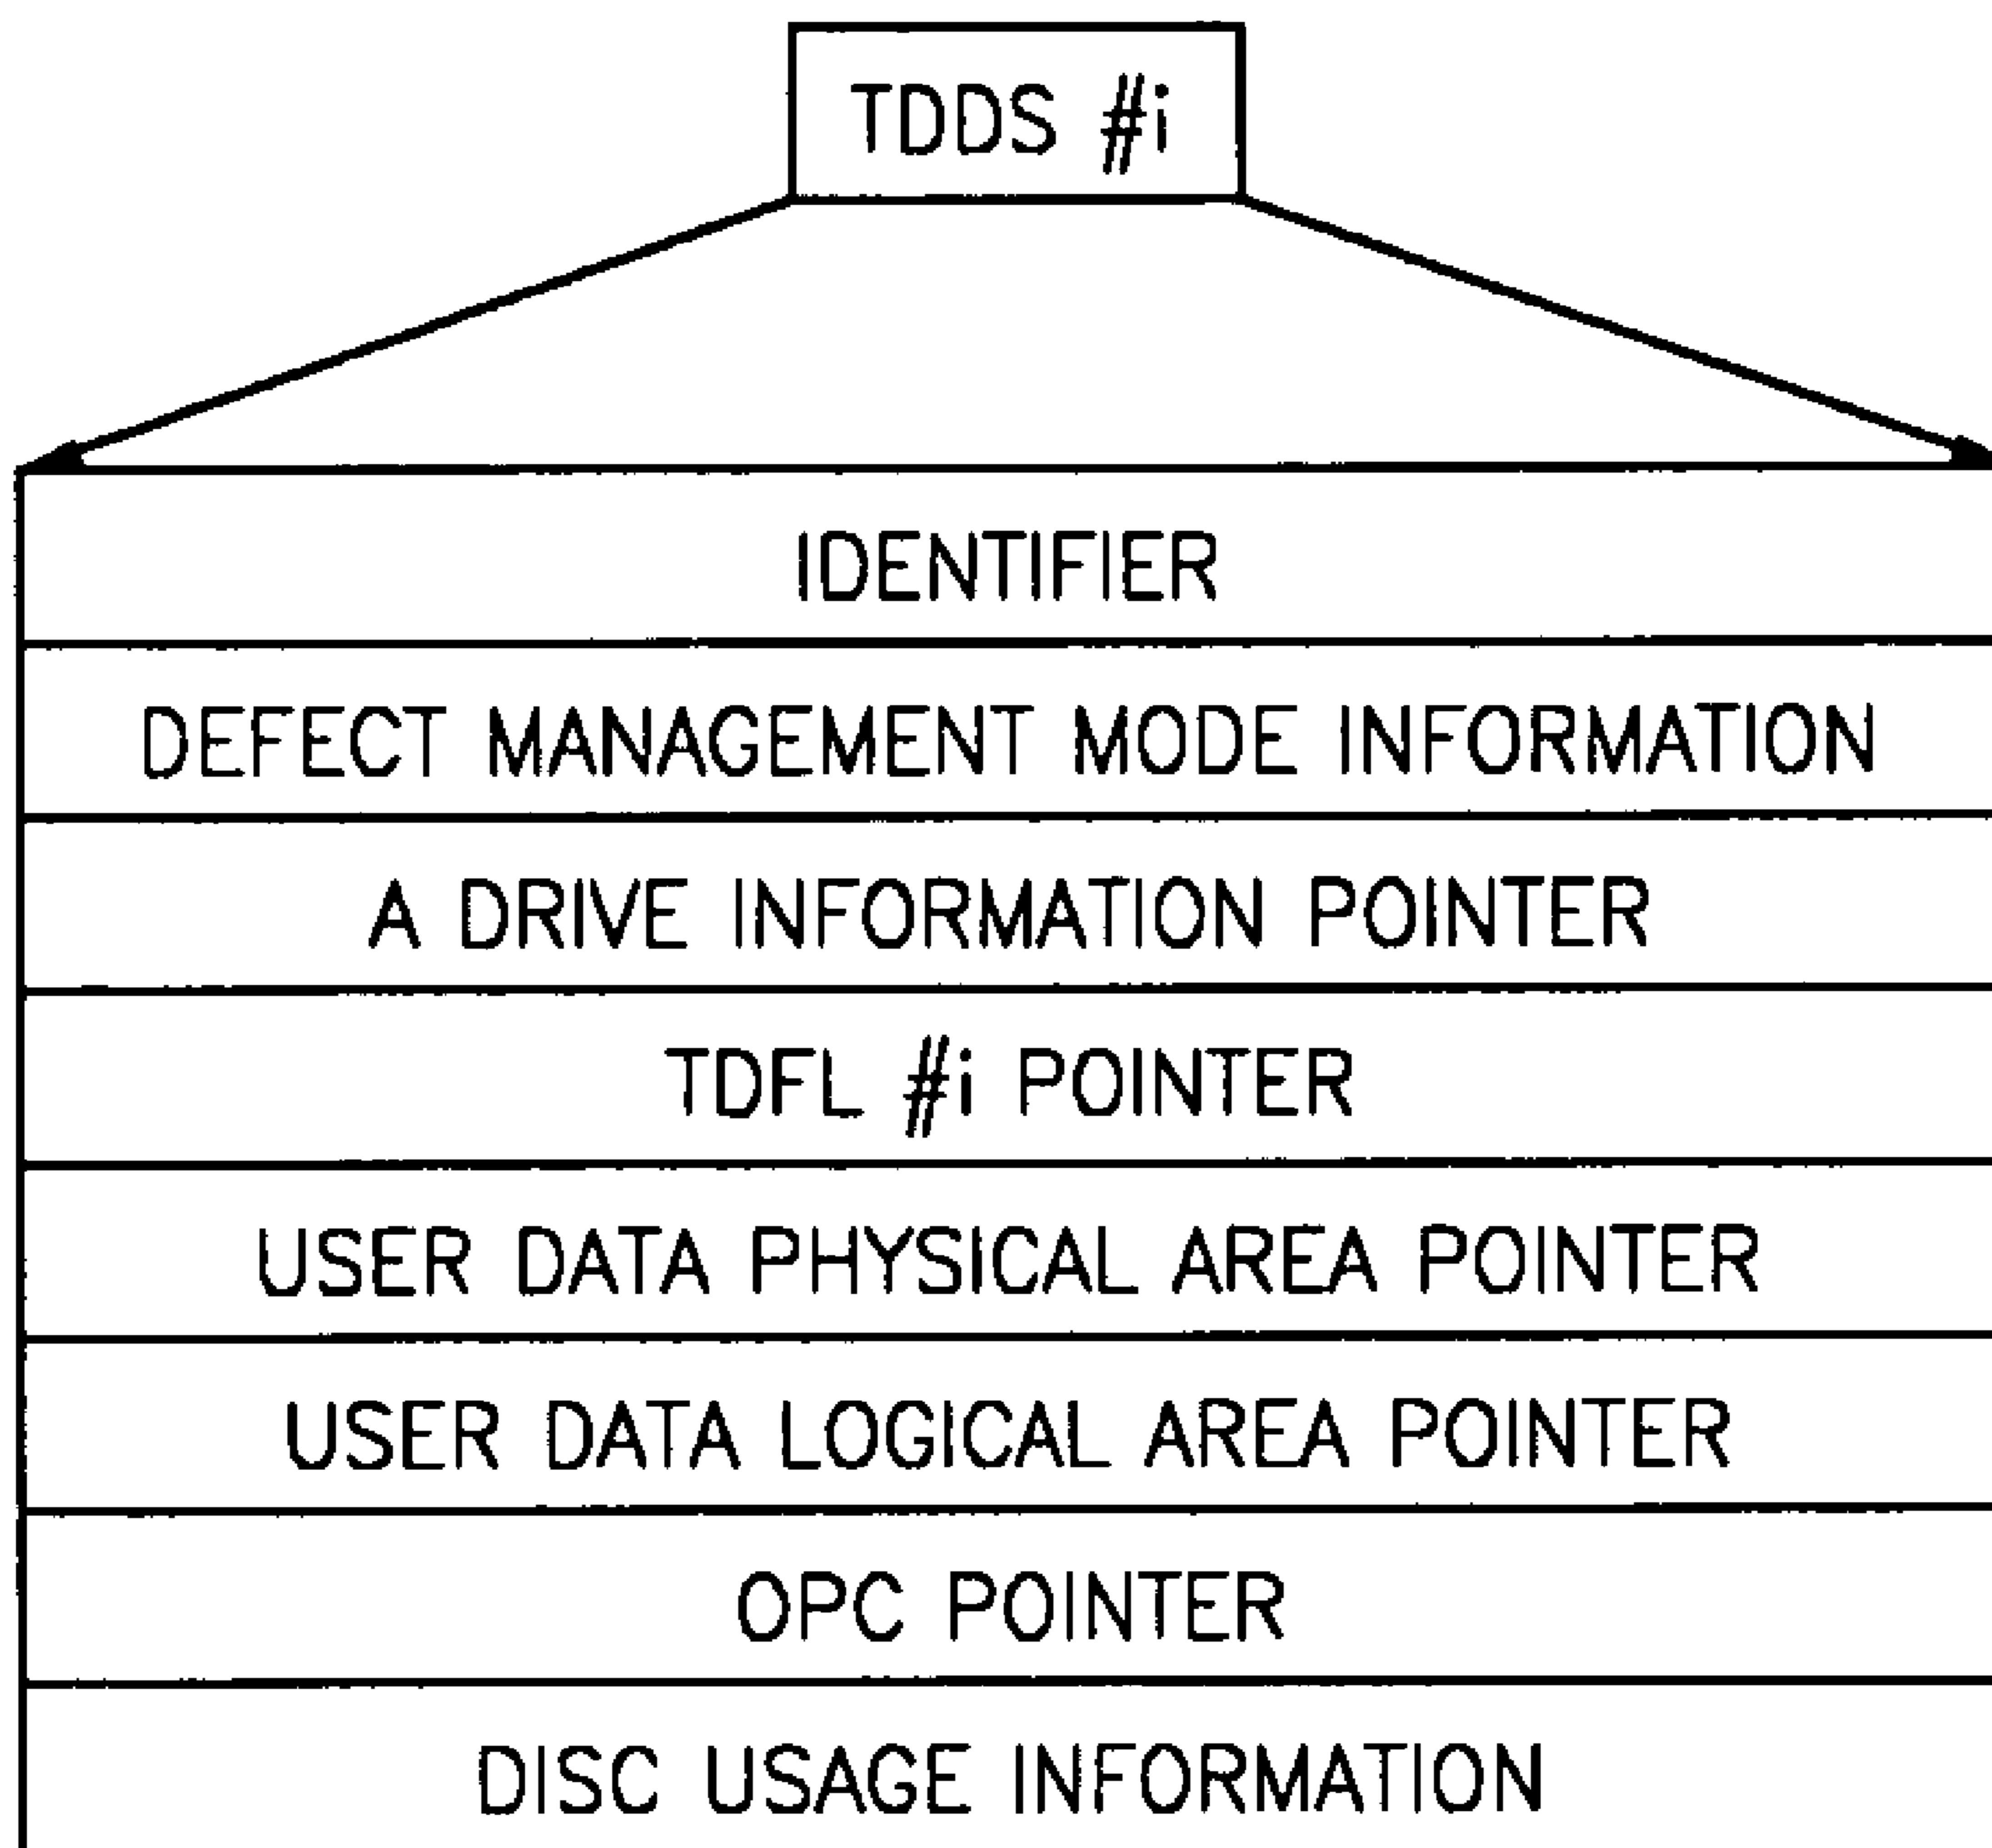 TDDS #i
IDENTIFIER
DEFECT MANAGEMENT MODE INFORMATION
A DRIVE INFORMATION POINTER
TDFL #i POINTER
USER DATA PHYSICAL AREA POINTER
USER DATA LOGICAL AREA POINTER
OPC POINTER
DISC USAGE INFORMATION